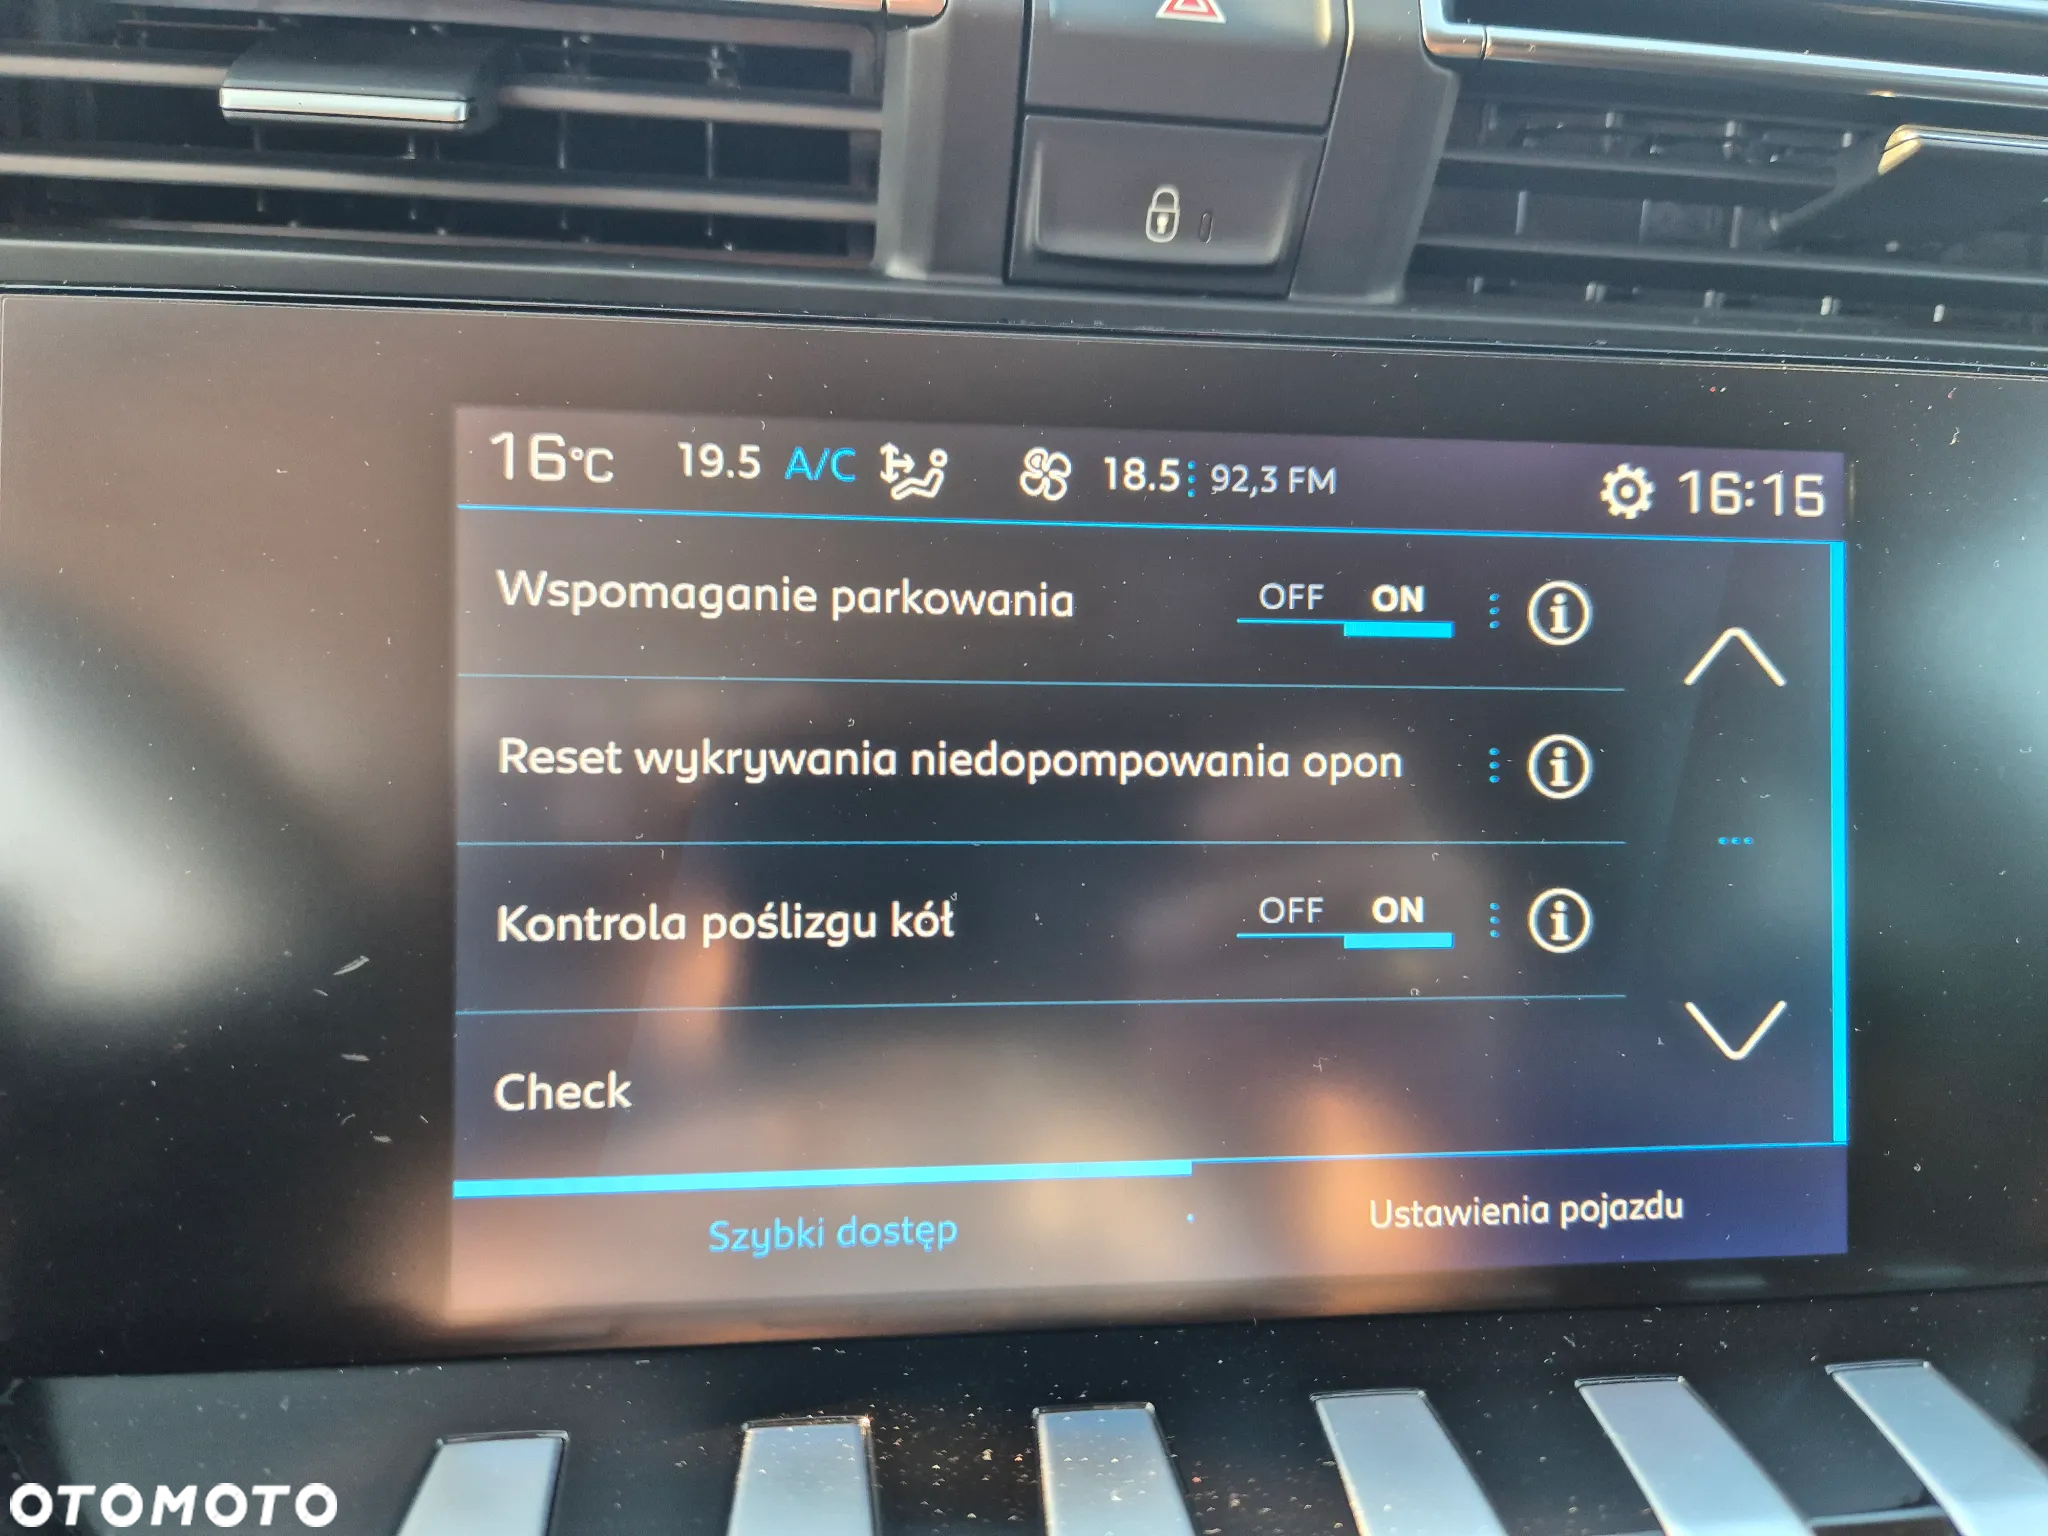 16°C 19.5 A/C 18.5 92,3 FM 16:15
Wspomaganie parkowania OFF ON
Reset wykrywania niedopompowania opon
Kontrola poślizgu kół OFF ON
Check
Szybki dostęp Ustawienia pojazdu
OTOMOTO